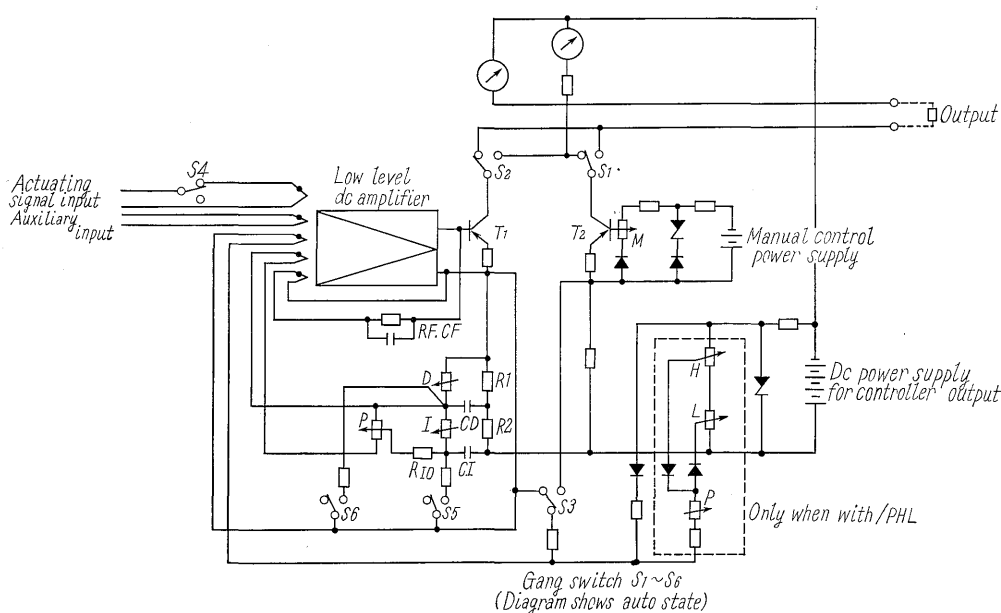 Output
S4
Actuating
signal input
Auxiliary
input
Low level
dc amplifier
S2
S1
T1
T2
M
Manual control
power supply
RF.CF
D
R1
H
Dc power supply
for controller output
P
I
CD
R2
L
R10
CI
S6
S5
S3
P
Only when with/PHL
Gang switch S1~S6
(Diagram shows auto state)